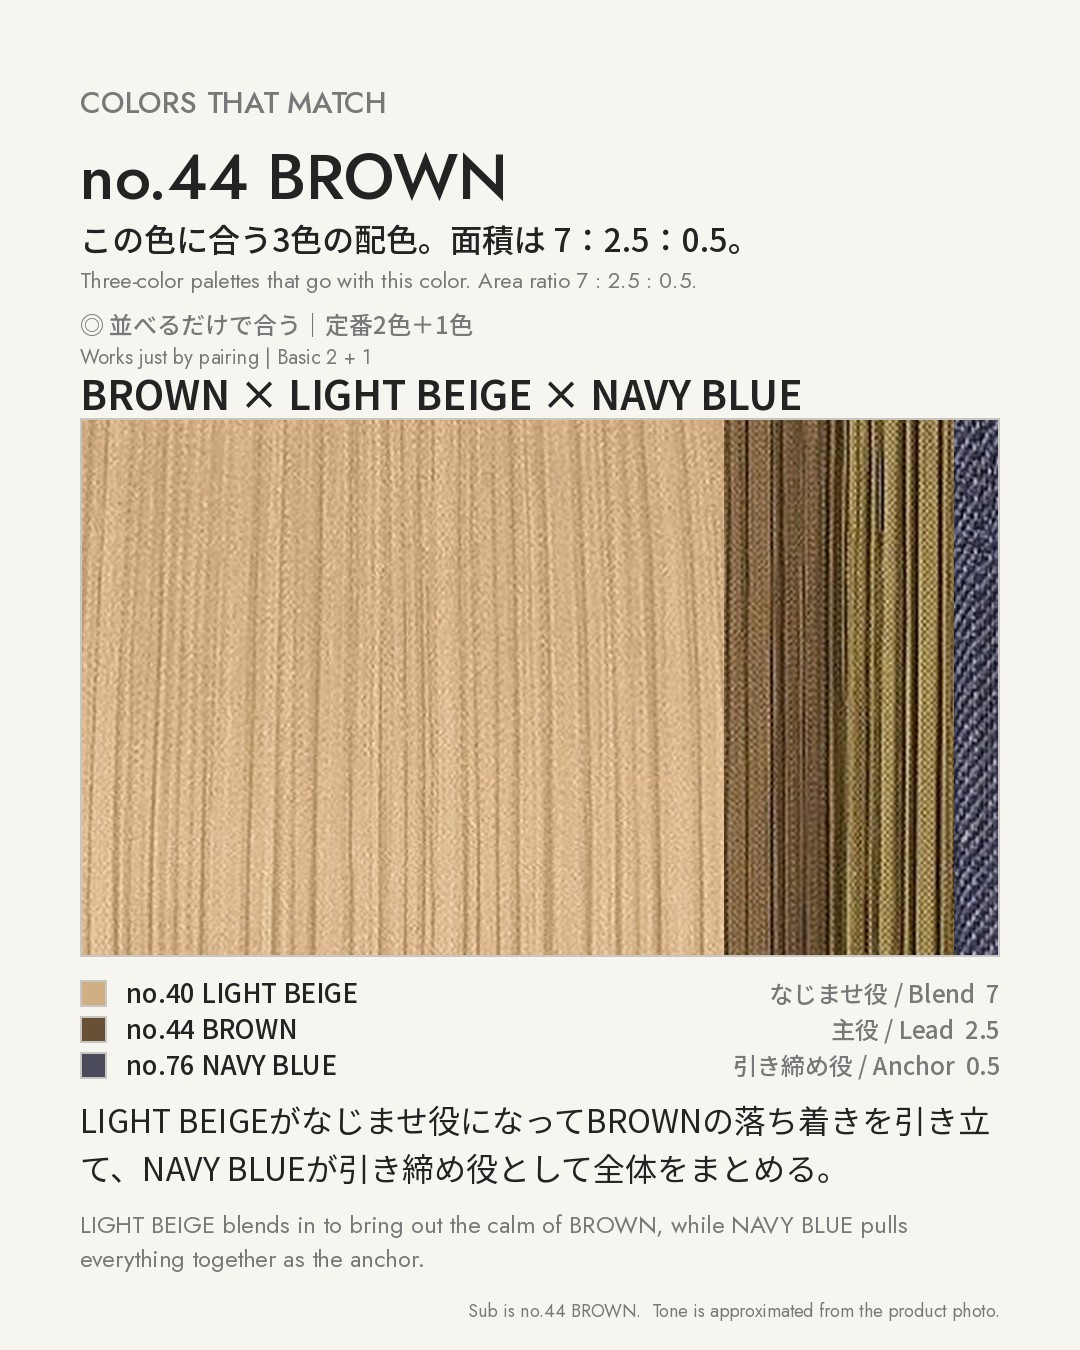 COLORS THAT MATCH
no.44 BROWN
この色に合う3色の配色。面積は 7：2.5：0.5。
Three-color palettes that go with this color. Area ratio 7 : 2.5 : 0.5.
◎ 並べるだけで合う｜定番2色＋1色
Works just by pairing | Basic 2 + 1
BROWN × LIGHT BEIGE × NAVY BLUE
no.40 LIGHT BEIGE なじませ役 / Blend 7
no.44 BROWN 主役 / Lead 2.5
no.76 NAVY BLUE 引き締め役 / Anchor 0.5
LIGHT BEIGEがなじませ役になってBROWNの落ち着きを引き立
て、NAVY BLUEが引き締め役として全体をまとめる。
LIGHT BEIGE blends in to bring out the calm of BROWN, while NAVY BLUE pulls
everything together as the anchor.
Sub is no.44 BROWN. Tone is approximated from the product photo.